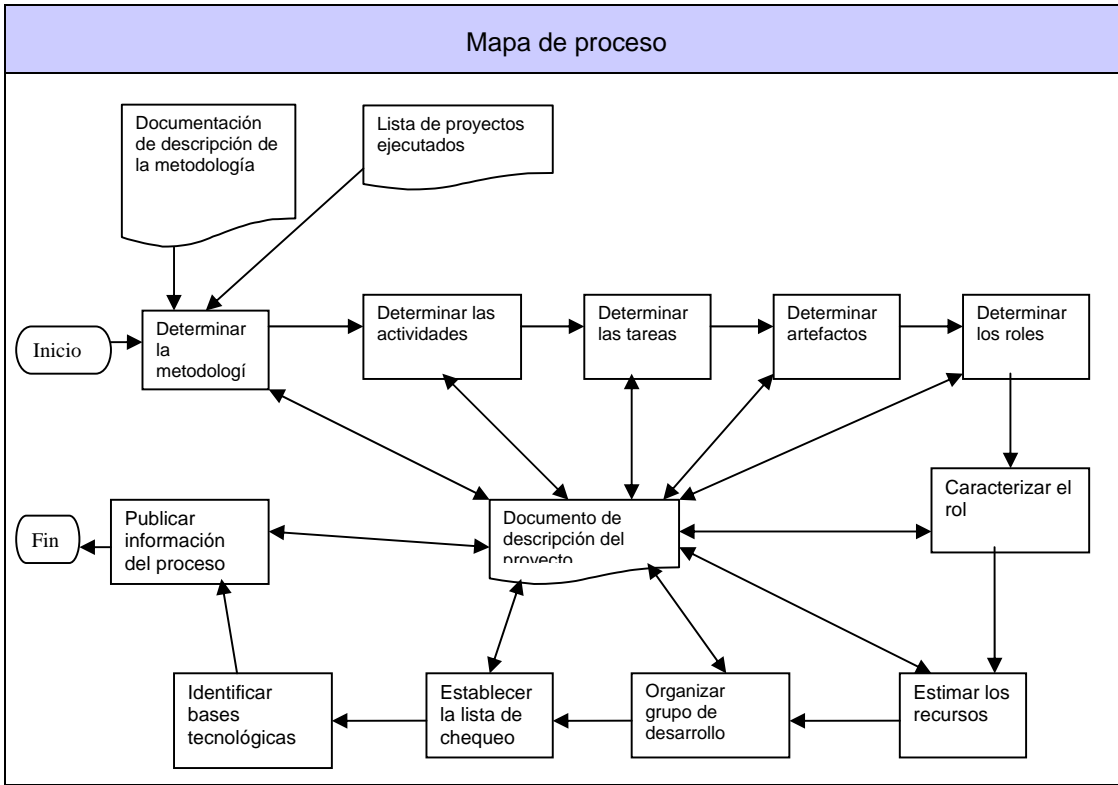 Mapa de proceso
Documentación
de descripción de
la metodología
Lista de proyectos
ejecutados
Inicio
Determinar
la
metodologí
Determinar las
actividades
Determinar
las tareas
Determinar
artefactos
Determinar
los roles
Caracterizar el
rol
Documento de
descripción del
proyecto
Publicar
información
del proceso
Fin
Identificar
bases
tecnológicas
Establecer
la lista de
chequeo
Organizar
grupo de
desarrollo
Estimar los
recursos